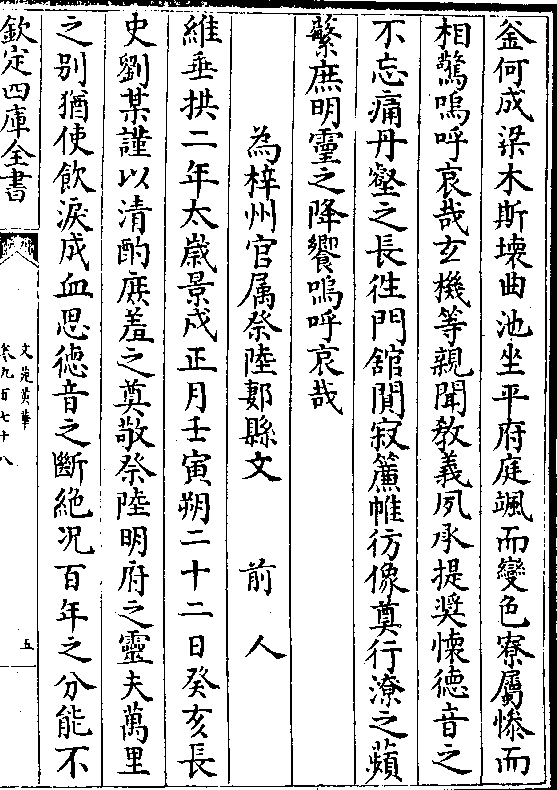 釡何成梁木斯壊曲池坐平府庭颯而變色寮屬慘而
相驚嗚呼哀哉玄機等親聞教義夙承提奬懐徳音之
不忘痛丹壑之長徃門舘閴寂簾帷彷像奠行潦之蘋
蘩庶明靈之降饗嗚呼哀哉
為梓州官属祭陸郪縣文 前人
維垂拱二年太歳景戍正月壬寅朔二十二日癸亥長
史劉某謹以清酌庻羞之奠敬祭陸明府之靈夫萬里
之别猶使飲淚成血思徳音之斷絶况百年之分能不
欽定四庫全書
文苑英華
卷九百七十八
五